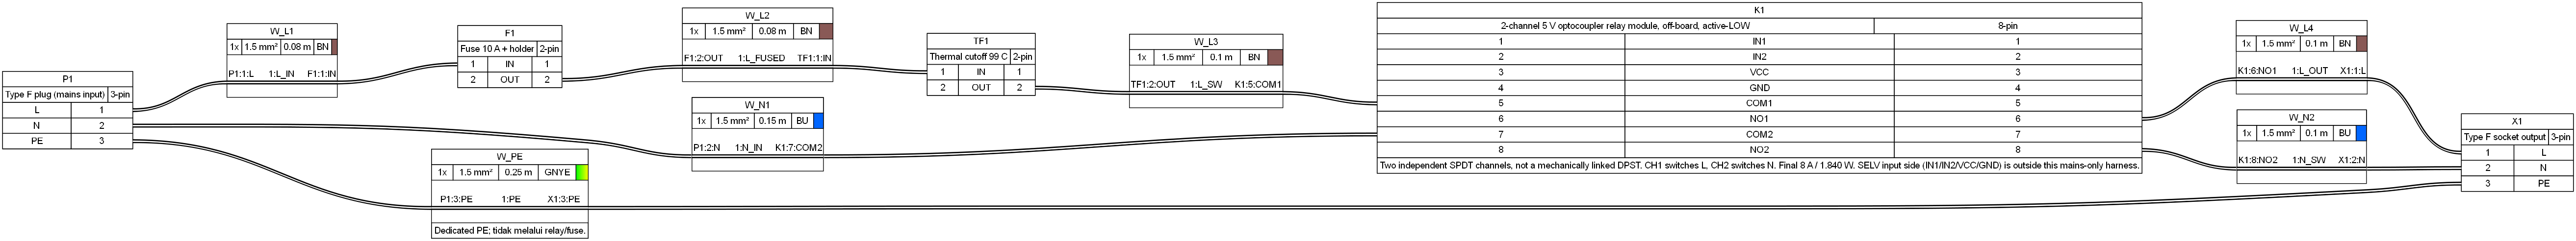 P1
Type F plug (mains input) 3-pin
L 1
N 2
PE 3
W_L1
1x 1.5 mm² 0.08 m BN
P1:1:L 1:L_IN F1:1:IN
F1
Fuse 10 A + holder 2-pin
1 IN 1
2 OUT 2
W_L2
1x 1.5 mm² 0.08 m BN
F1:2:OUT 1:L_FUSED TF1:1:IN
W_N1
1x 1.5 mm² 0.15 m BU
P1:2:N 1:N_IN K1:7:COM2
W_PE
1x 1.5 mm² 0.25 m GNYE
P1:3:PE 1:PE X1:3:PE
Dedicated PE; tidak melalui relay/fuse.
TF1
Thermal cutoff 99 C 2-pin
1 IN 1
2 OUT 2
W_L3
1x 1.5 mm² 0.1 m BN
TF1:2:OUT 1:L_SW K1:5:COM1
K1
2-channel 5 V optocoupler relay module, off-board, active-LOW 8-pin
1 IN1 1
2 IN2 2
3 VCC 3
4 GND 4
5 COM1 5
6 NO1 6
7 COM2 7
8 NO2 8
Two independent SPDT channels, not a mechanically linked DPST. CH1 switches L, CH2 switches N. Final 8 A / 1.840 W. SELV input side (IN1/IN2/VCC/GND) is outside this mains-only harness.
W_L4
1x 1.5 mm² 0.1 m BN
K1:6:NO1 1:L_OUT X1:1:L
W_N2
1x 1.5 mm² 0.1 m BU
K1:8:NO2 1:N_SW X1:2:N
X1
Type F socket output 3-pin
1 L
2 N
3 PE